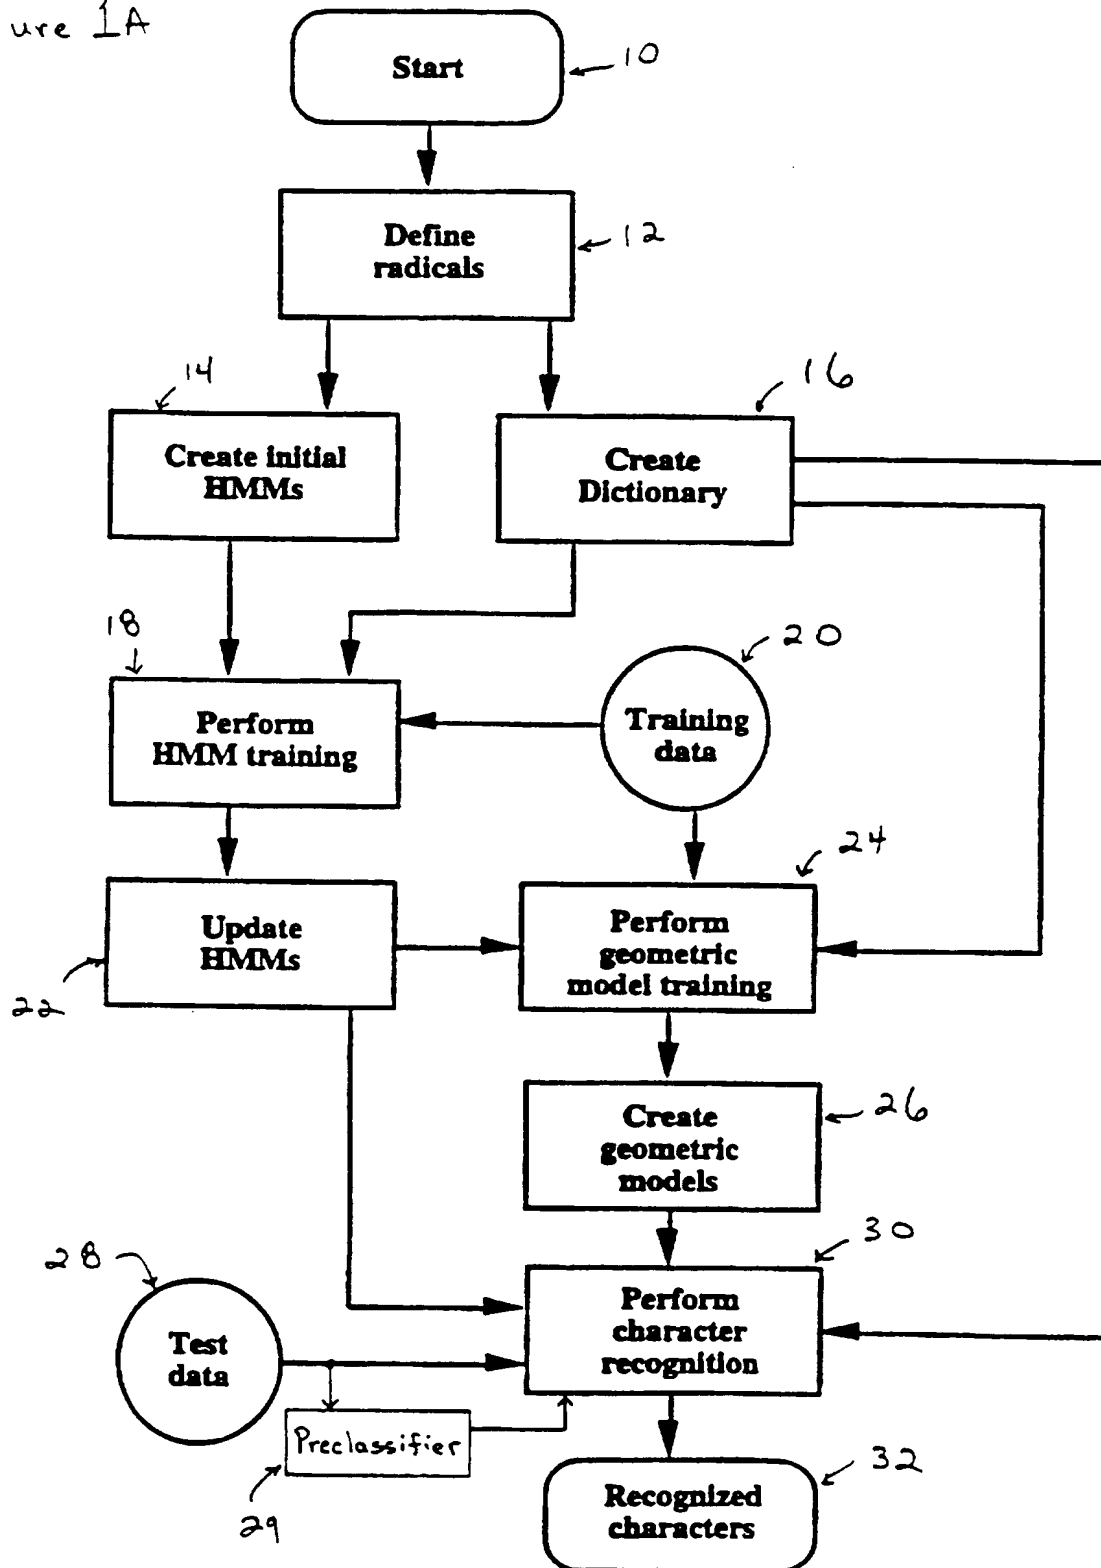 ure 1A
Start
10
Define
radicals
12
14
16
Create initial
HMMs
Create
Dictionary
18
20
Perform
HMM training
Training
data
24
Update
HMMs
Perform
geometric
model training
22
Create
geometric
models
26
28
30
Test
data
Perform
character
recognition
Preclassifier
29
32
Recognized
characters